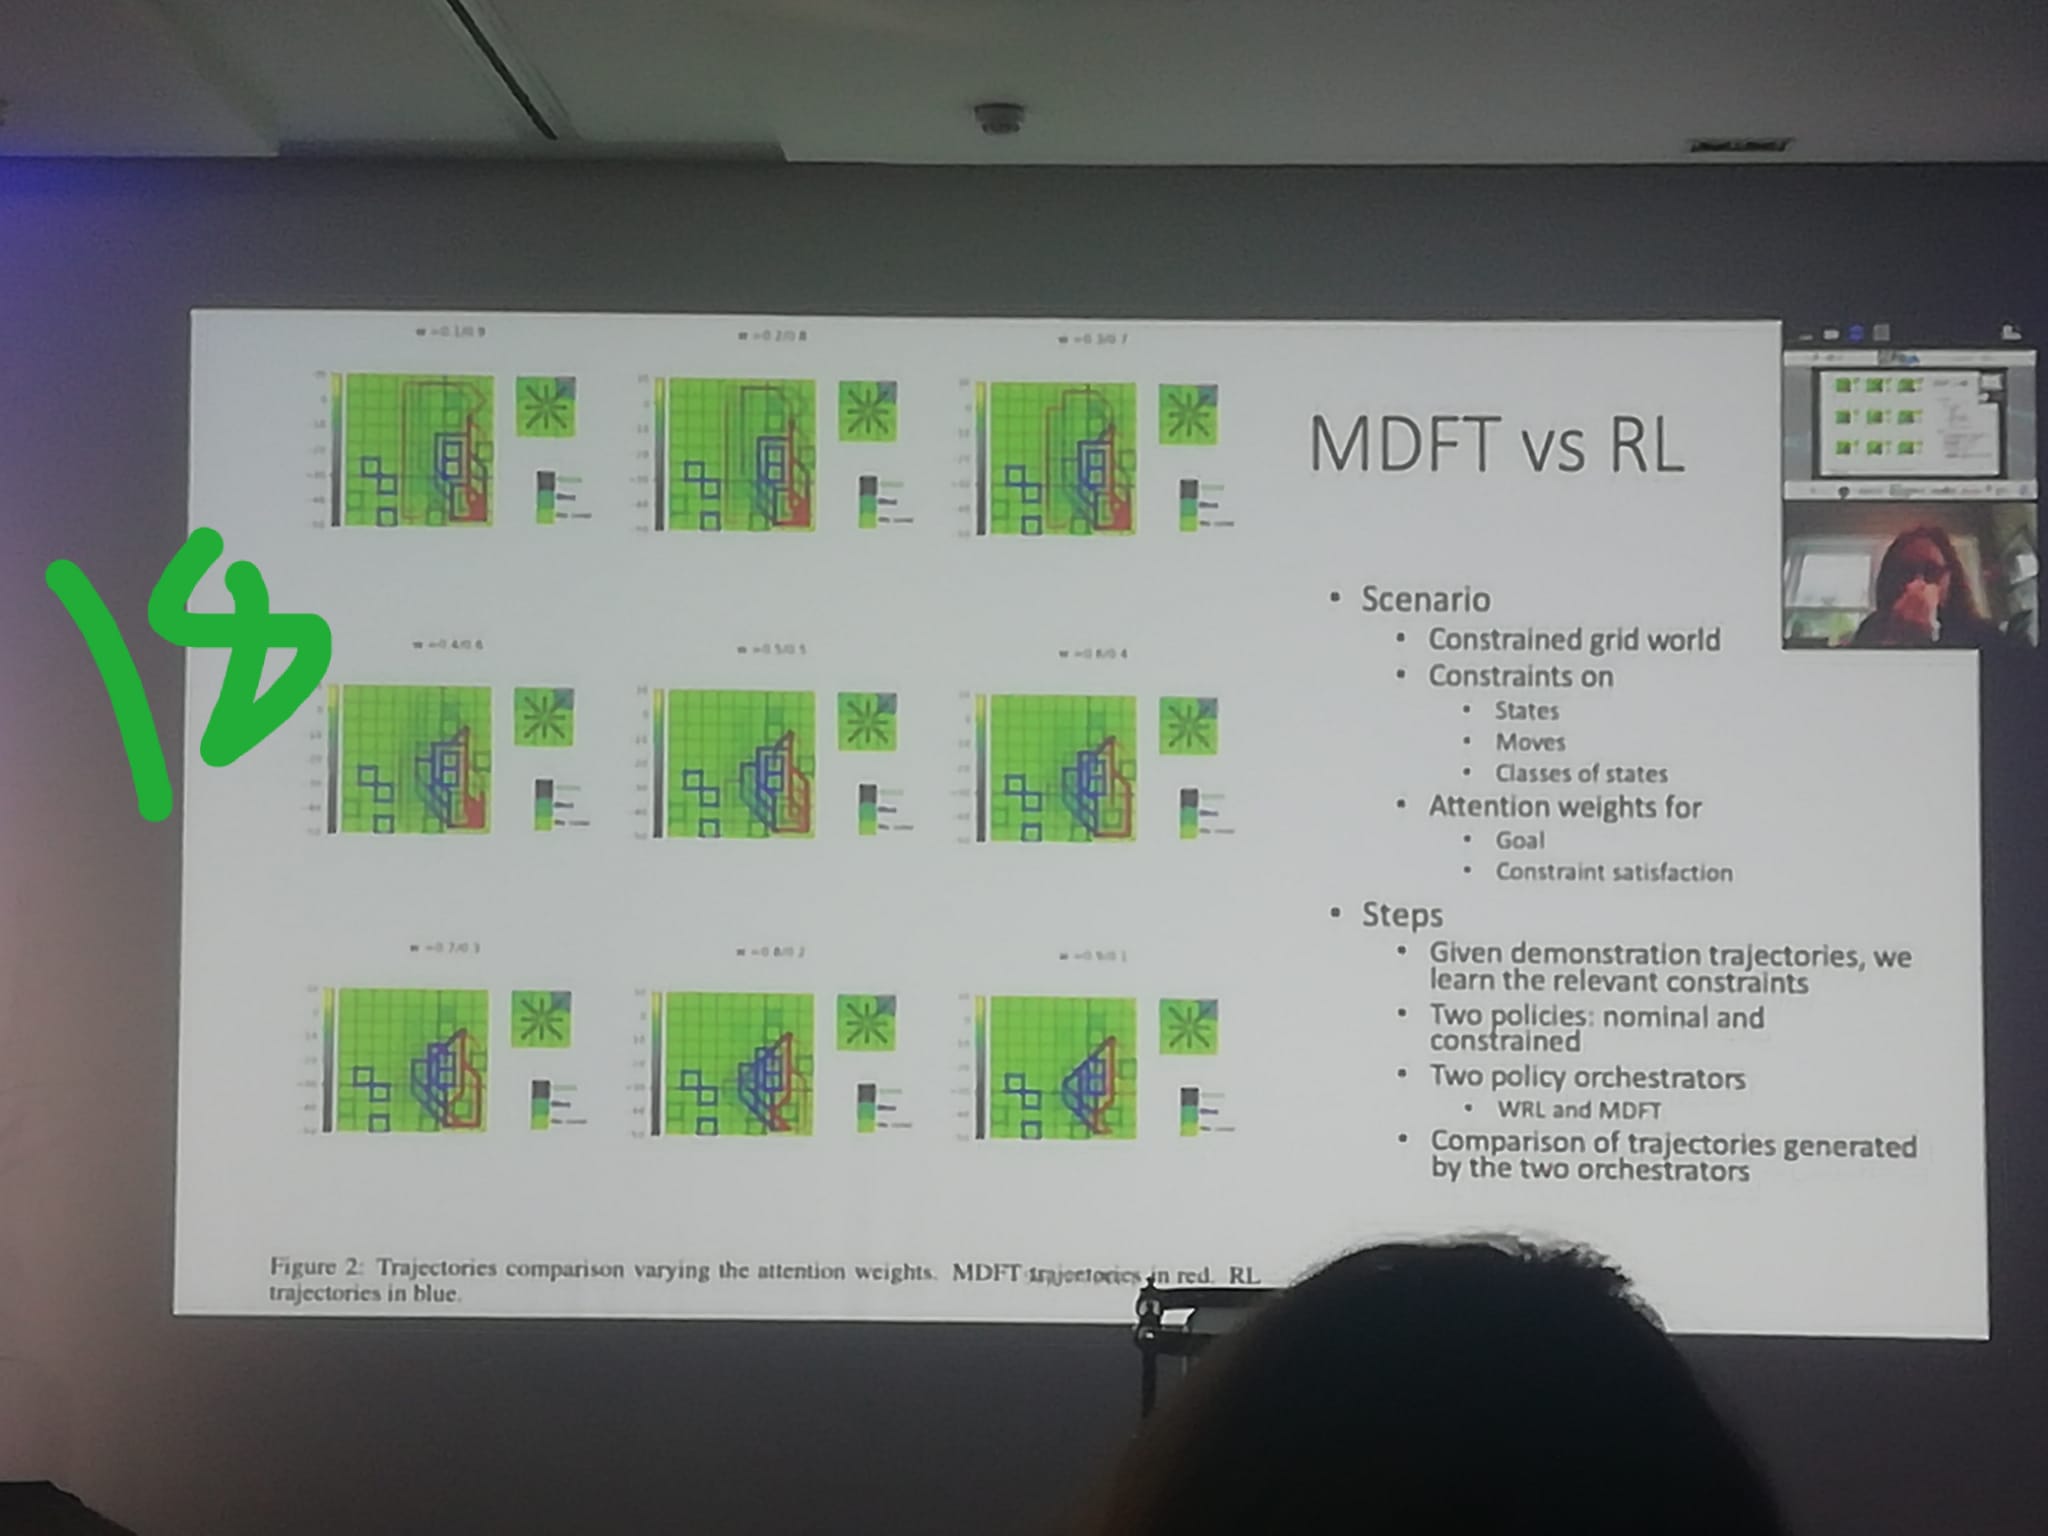 18
w =0.1/0.9
w =0.2/0.8
w =0.3/0.7
w =0.4/0.6
w =0.5/0.5
w =0.6/0.4
w =0.7/0.3
w =0.8/0.2
w =0.9/0.1
Figure 2: Trajectories comparison varying the attention weights. MDFT trajectories in red. RL
trajectories in blue.
MDFT vs RL
• Scenario
• Constrained grid world
• Constraints on
• States
• Moves
• Classes of states
• Attention weights for
• Goal
• Constraint satisfaction
• Steps
• Given demonstration trajectories, we
learn the relevant constraints
• Two policies: nominal and
constrained
• Two policy orchestrators
• WRL and MDFT
• Comparison of trajectories generated
by the two orchestrators